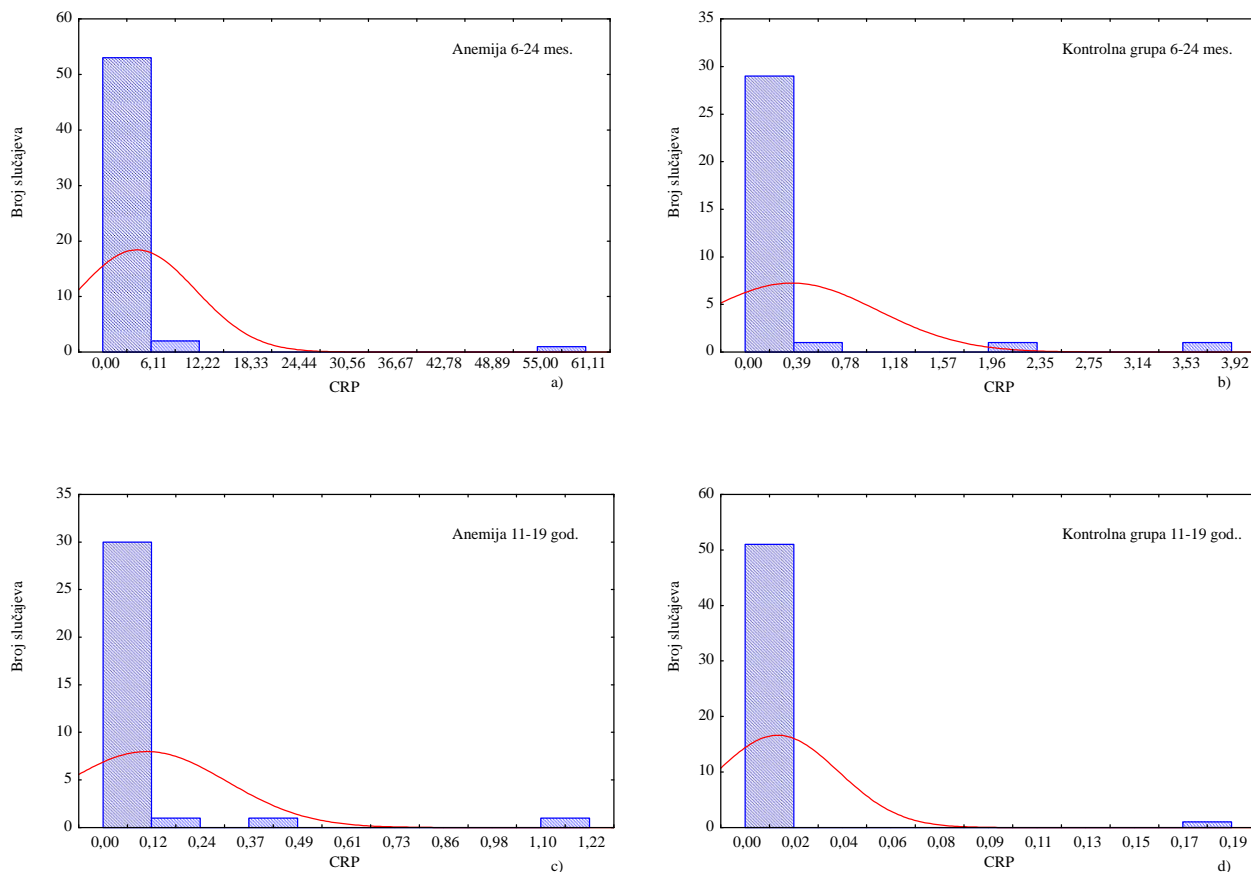 Anemija 6-24 mes.
Broj slučajeva
60
50
40
30
20
10
0
0,00 6,11 12,22 18,33 24,44 30,56 36,67 42,78 48,89 55,00 61,11
CRP
a)
Kontrolna grupa 6-24 mes.
Broj slučajeva
35
30
25
20
15
10
5
0
0,00 0,39 0,78 1,18 1,57 1,96 2,35 2,75 3,14 3,53 3,92
CRP
b)
Anemija 11-19 god.
Broj slučajeva
35
30
25
20
15
10
5
0
0,00 0,12 0,24 0,37 0,49 0,61 0,73 0,86 0,98 1,10 1,22
CRP
c)
Kontrolna grupa 11-19 god..
Broj slučajeva
60
50
40
30
20
10
0
0,00 0,02 0,04 0,06 0,08 0,09 0,11 0,13 0,15 0,17 0,19
CRP
d)